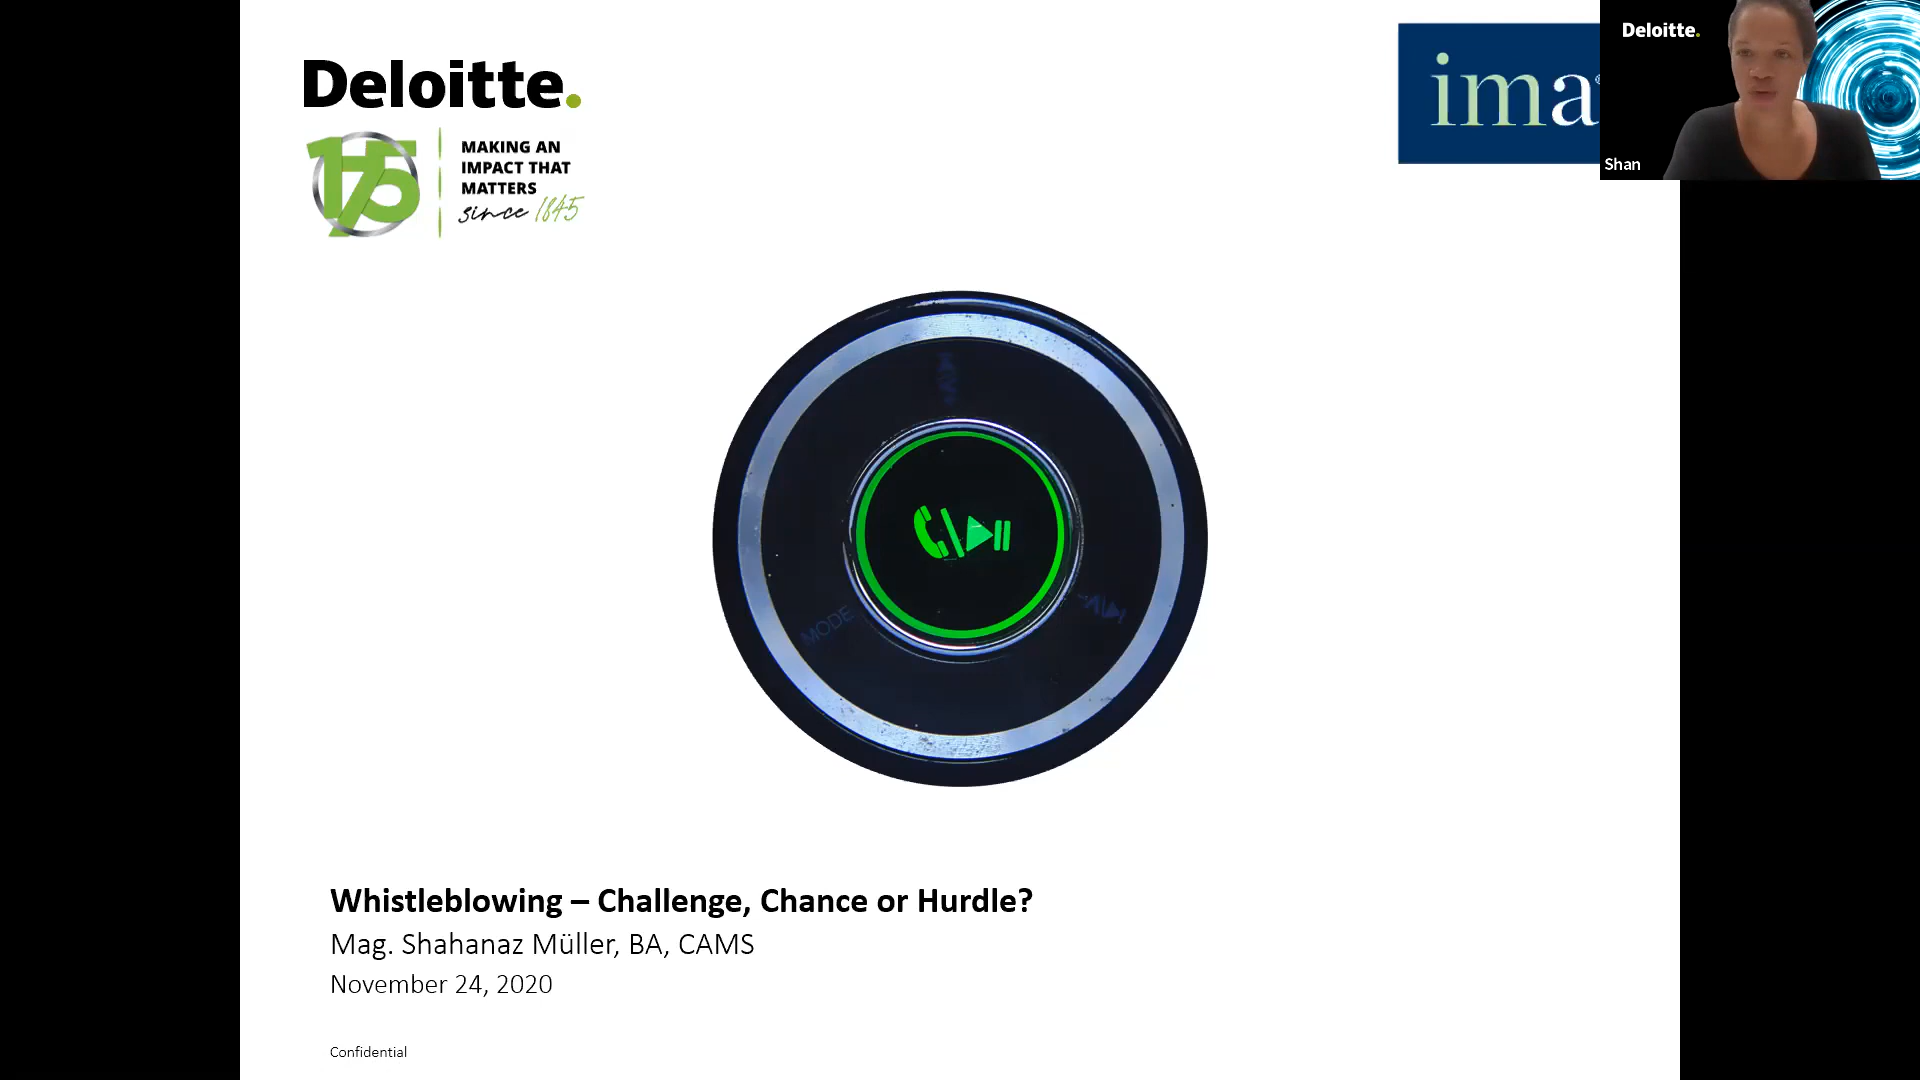 Deloitte.
175
MAKING AN
IMPACT THAT
MATTERS
since 1845
ima
Deloitte.
Shan
MODE
Whistleblowing – Challenge, Chance or Hurdle?
Mag. Shahanaz Müller, BA, CAMS
November 24, 2020
Confidential